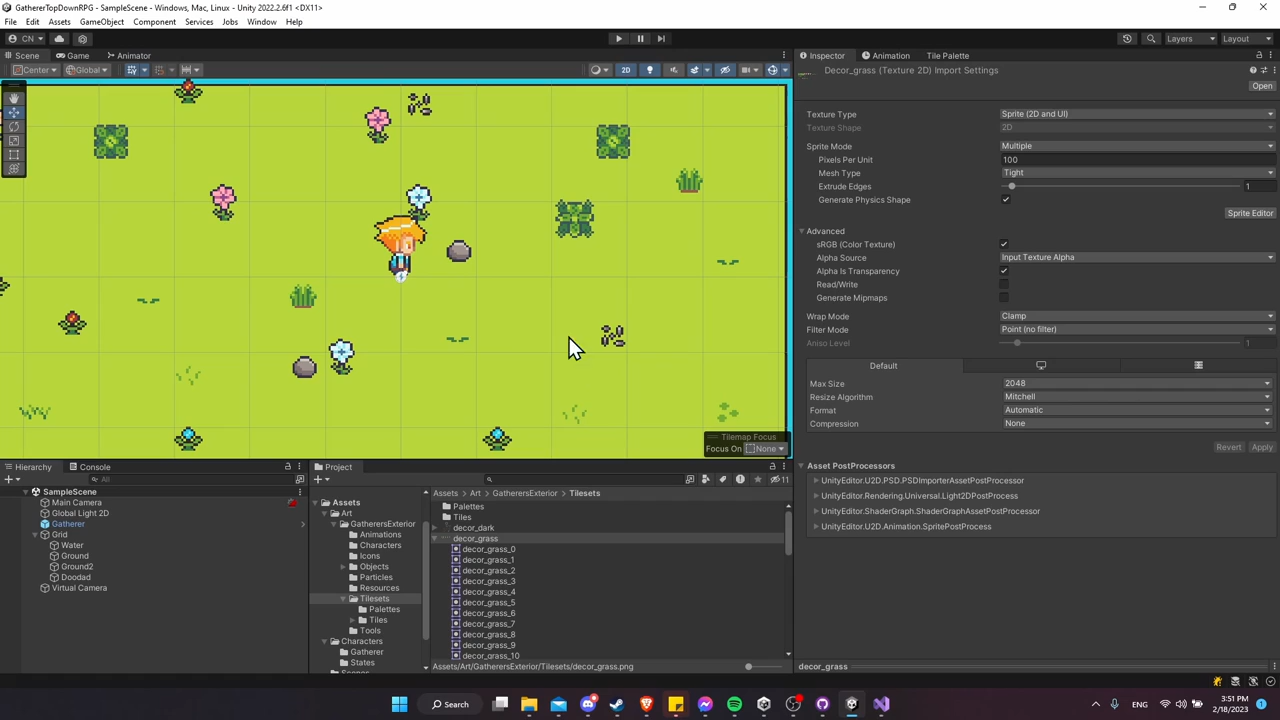 GathererTopDownRPG - SampleScene - Windows, Mac, Linux - Unity 2022.2.6f1 <DX11>
File Edit Assets GameObject Component Services Jobs Window Help
CN
Layers Layout
Scene Game Animator
Center Global
2D
Inspector Animation Tile Palette
Decor_grass (Texture 2D) Import Settings
Open
Texture Type Sprite (2D and UI)
Texture Shape 2D
Sprite Mode Multiple
Pixels Per Unit 100
Mesh Type Tight
Extrude Edges 1
Generate Physics Shape
Sprite Editor
Advanced
sRGB (Color Texture)
Alpha Source Input Texture Alpha
Alpha Is Transparency
Read/Write
Generate Mipmaps
Wrap Mode Clamp
Filter Mode Point (no filter)
Aniso Level 1
Default
Max Size 2048
Resize Algorithm Mitchell
Format Automatic
Compression None
Revert Apply
Asset PostProcessors
UnityEditor.U2D.PSD.PSDImporterAssetPostProcessor
UnityEditor.Rendering.Universal.Light2DPostProcessor
UnityEditor.ShaderGraph.ShaderGraphAssetPostProcessor
UnityEditor.U2D.Animation.SpritePostProcess
Tilemap Focus
Focus On None
Hierarchy Console
All
SampleScene
Main Camera
Global Light 2D
Gatherer
Grid
Water
Ground
Ground2
Doodad
Virtual Camera
Project
11
Assets
Art
GatherersExterior
Animations
Characters
Icons
Objects
Particles
Resources
Tilesets
Palettes
Tiles
Tools
Characters
Gatherer
States
Assets > Art > GatherersExterior > Tilesets
Palettes
Tiles
decor_dark
decor_grass
decor_grass_0
decor_grass_1
decor_grass_2
decor_grass_3
decor_grass_4
decor_grass_5
decor_grass_6
decor_grass_7
decor_grass_8
decor_grass_9
decor_grass_10
Assets/Art/GatherersExterior/Tilesets/decor_grass.png
decor_grass
Search
3:51 PM
2/18/2023